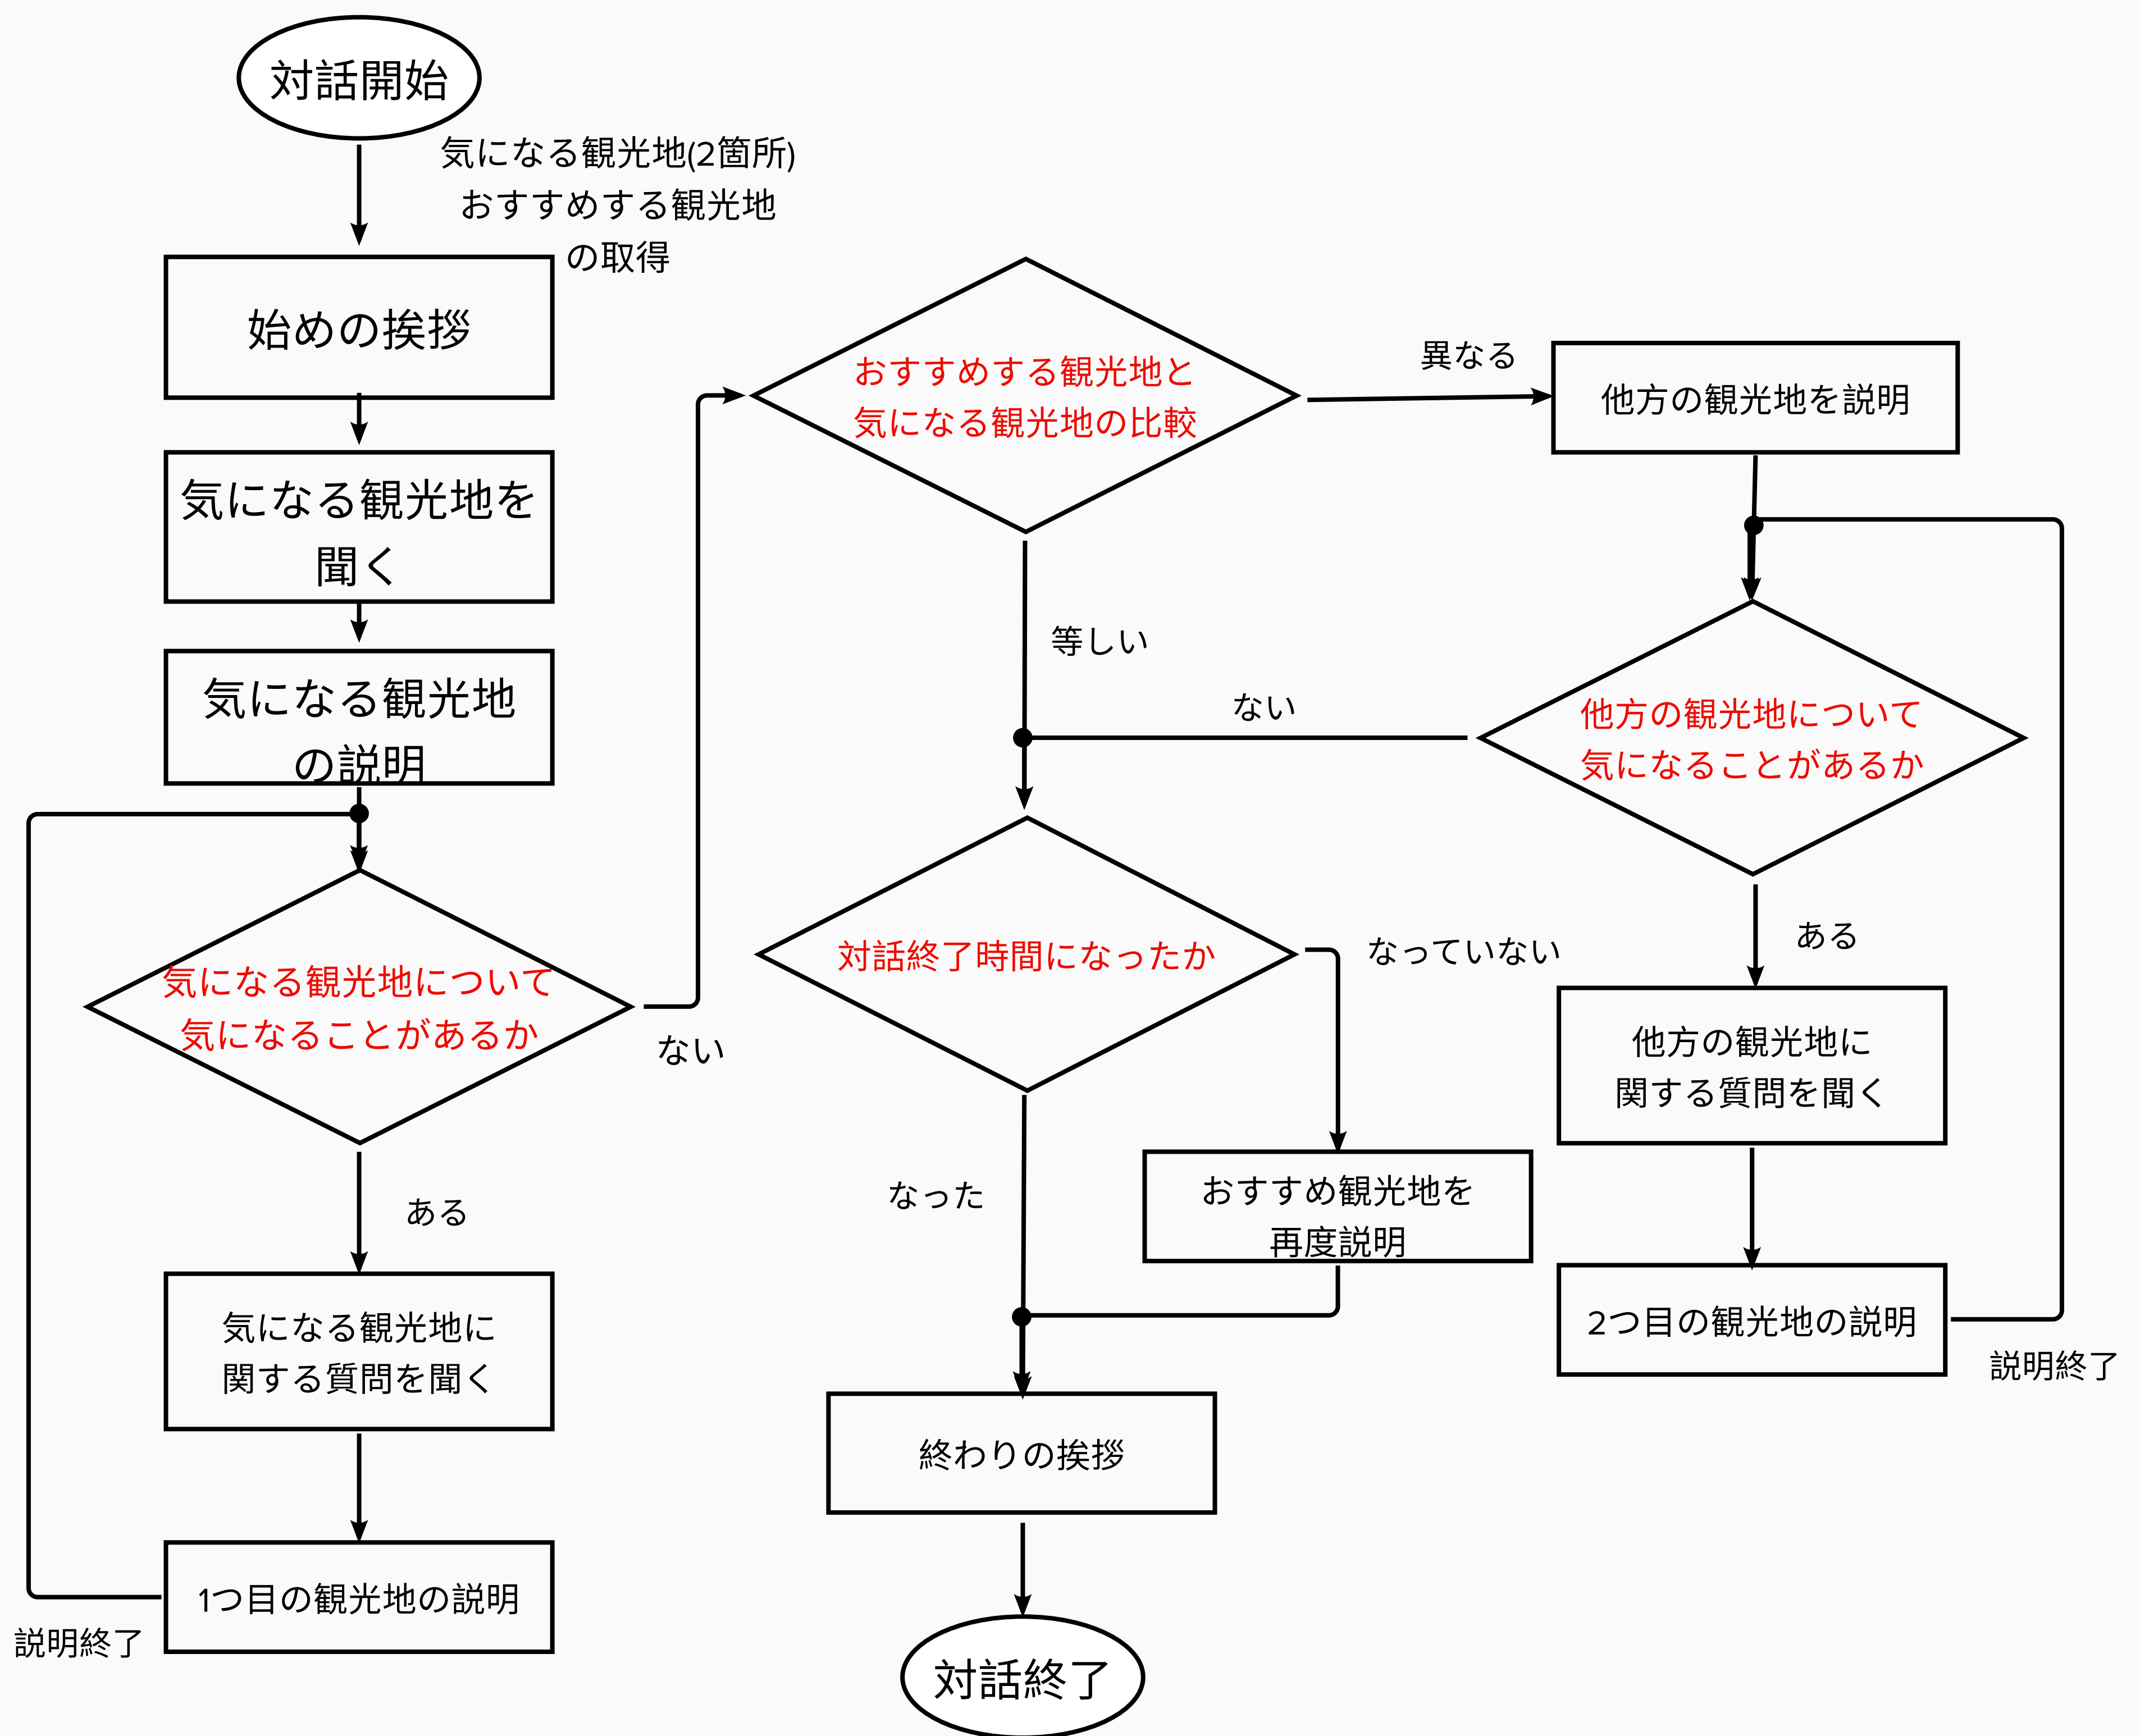 対話開始
気になる観光地(2箇所)
おすすめする観光地
の取得
始めの挨拶
気になる観光地を
聞く
気になる観光地
の説明
気になる観光地について
気になることがあるか
ない
ある
気になる観光地に
関する質問を聞く
1つ目の観光地の説明
説明終了
おすすめする観光地と
気になる観光地の比較
異なる
等しい
他方の観光地を説明
他方の観光地について
気になることがあるか
ない
ある
他方の観光地に
関する質問を聞く
2つ目の観光地の説明
説明終了
対話終了時間になったか
なっていない
なった
おすすめ観光地を
再度説明
終わりの挨拶
対話終了